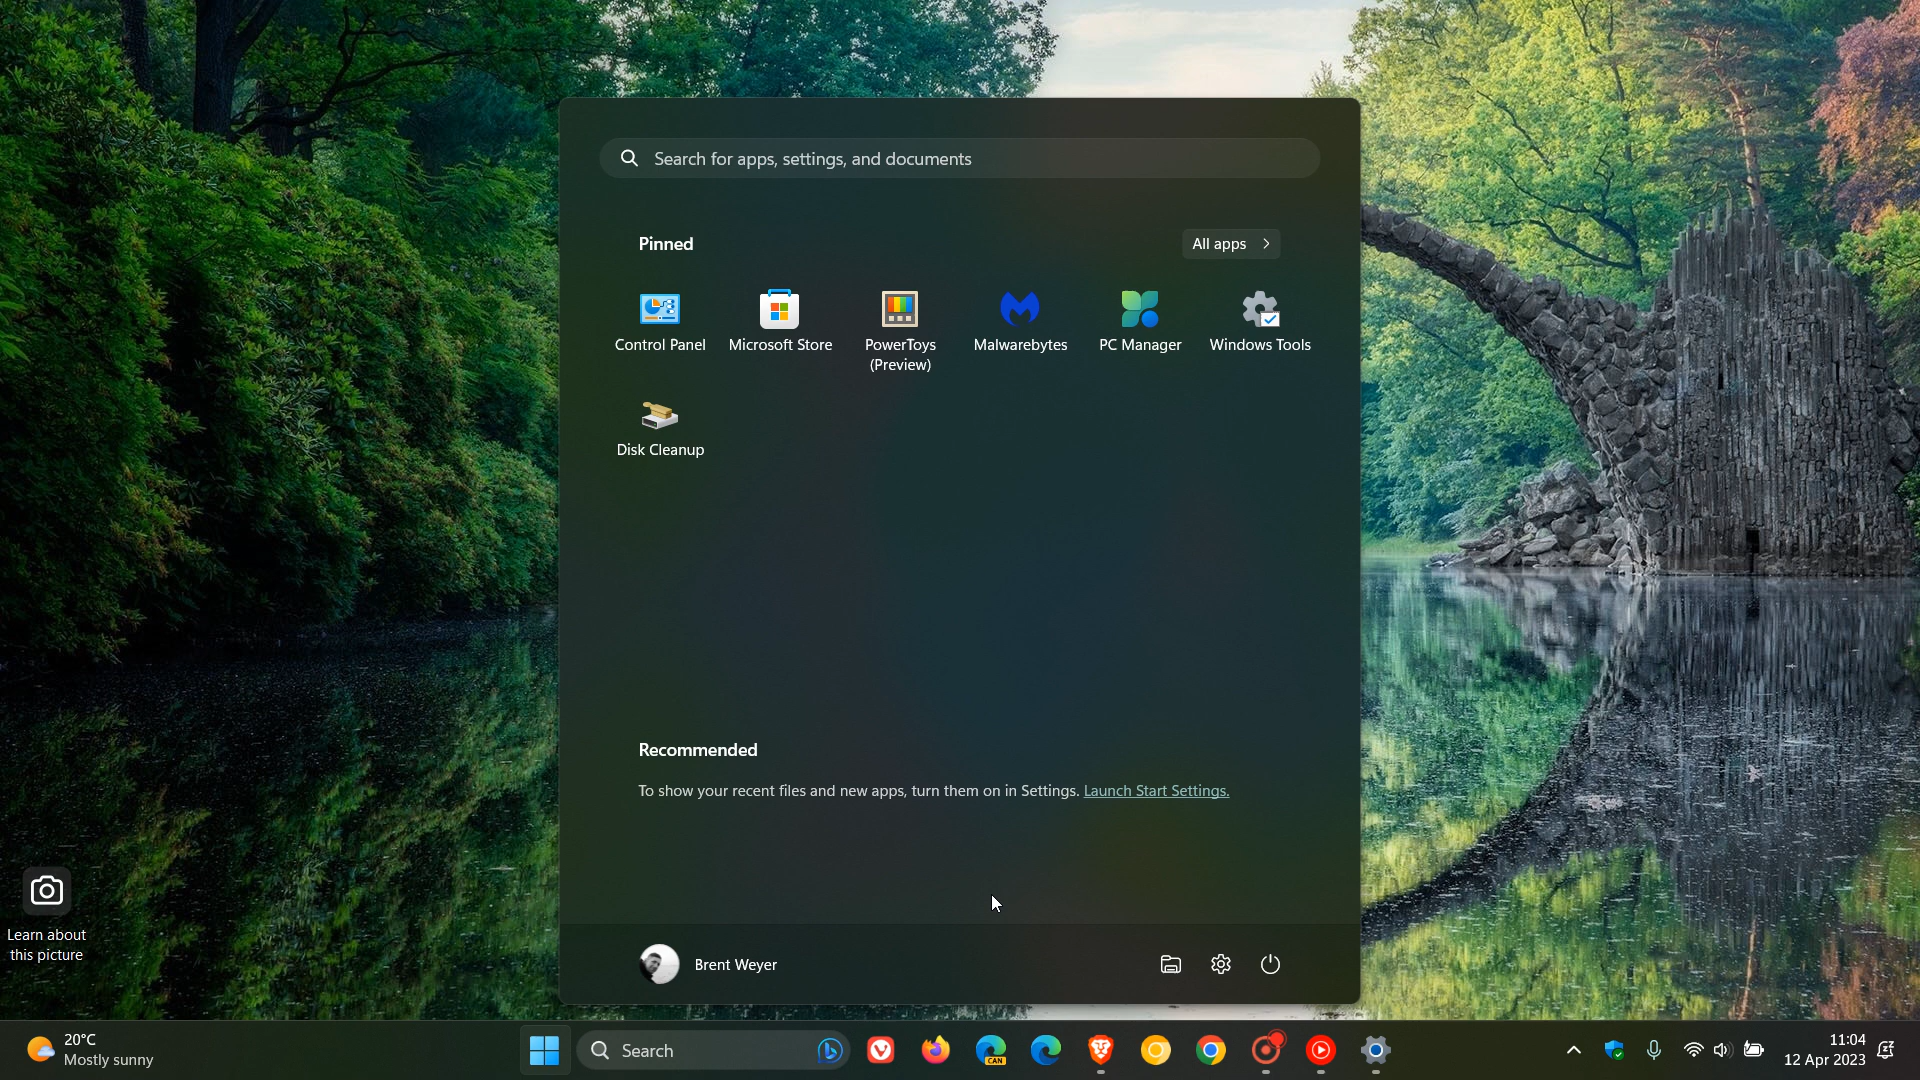 Search for apps, settings, and documents
Pinned
All apps
Control Panel
Microsoft Store
PowerToys
(Preview)
Malwarebytes
PC Manager
Windows Tools
Disk Cleanup
Recommended
To show your recent files and new apps, turn them on in Settings. Launch Start Settings.
Learn about
this picture
Brent Weyer
20°C
Mostly sunny
Search
CAN
11:04
12 Apr 2023